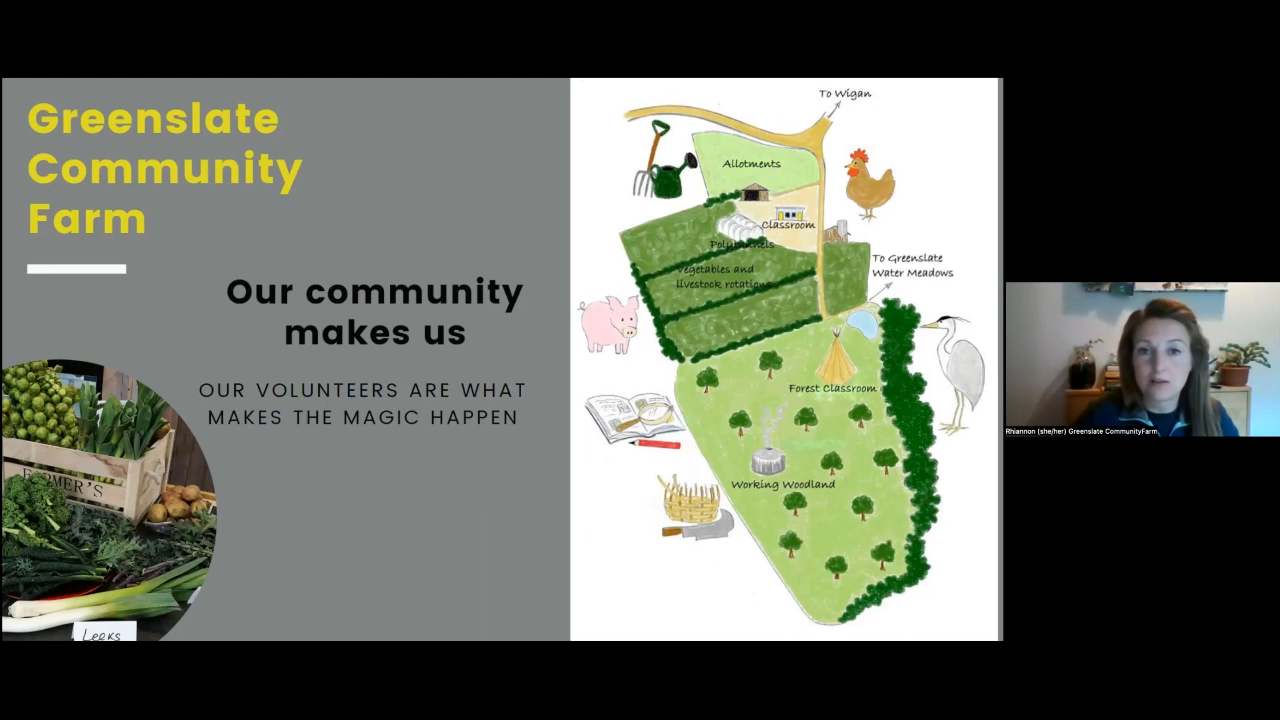 Greenslate
Community
Farm
Our community
makes us
OUR VOLUNTEERS ARE WHAT
MAKES THE MAGIC HAPPEN
FARMER'S
Leeks
To Wigan
Allotments
Classroom
Polytunnels
Vegetables and
livestock rotations
To Greenslate
Water Meadows
Forest Classroom
Working Woodland
Rhiannon (she/her) Greenslate CommunityFarm